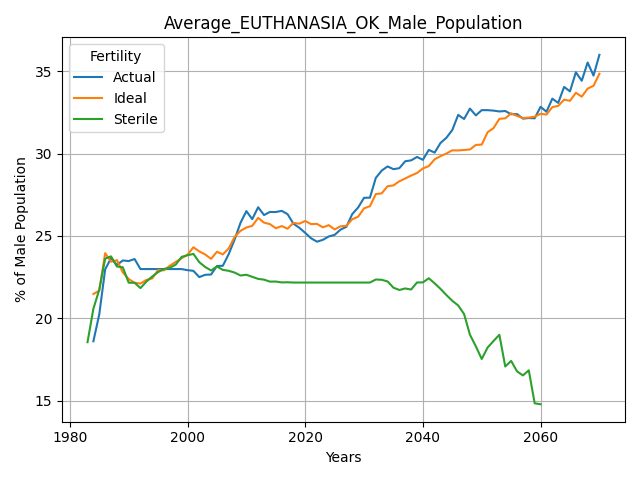 Average_EUTHANASIA_OK_Male_Population
Fertility
Actual
Ideal
Sterile
% of Male Population
35
30
25
20
15
1980
2000
2020
2040
2060
Years